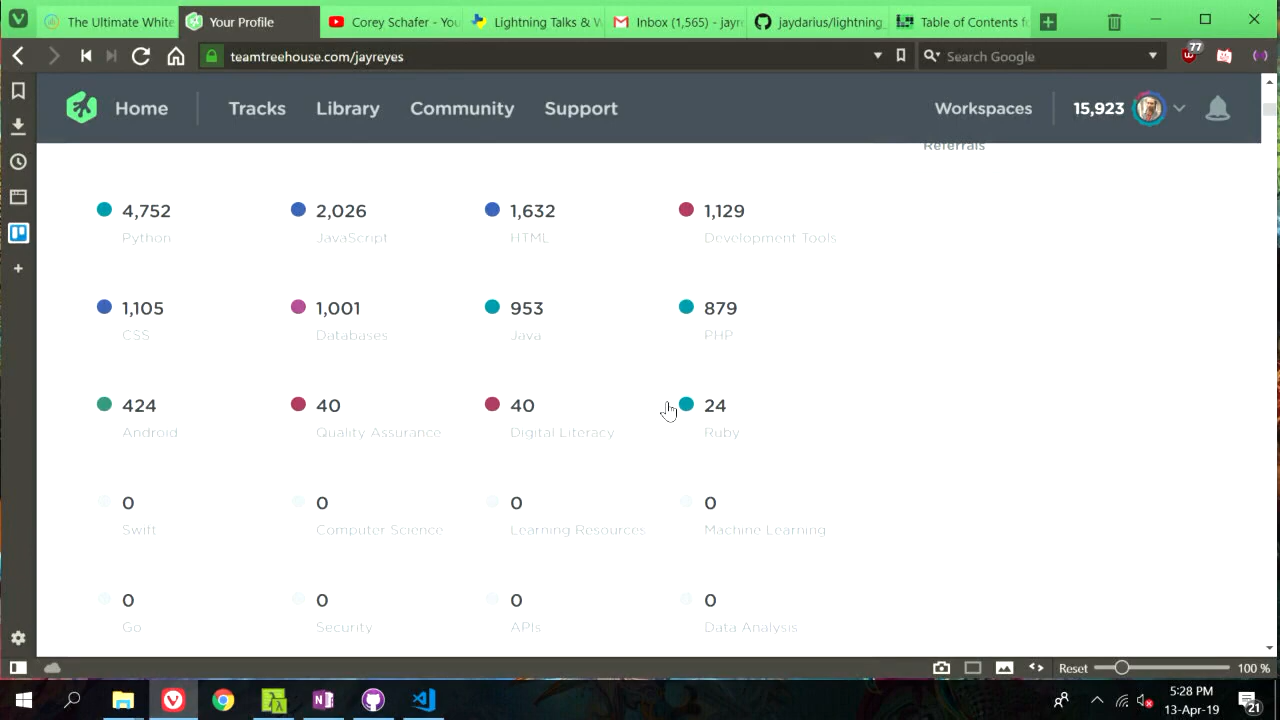 The Ultimate White
Your Profile
Corey Schafer - You
Lightning Talks & W
Inbox (1,565) - jayre
jaydarius/lightning
Table of Contents fo
teamtreehouse.com/jayreyes
Search Google
77
Home
Tracks
Library
Community
Support
Workspaces
15,923
Referrals
4,752
2,026
1,632
1,129
Python
JavaScript
HTML
Development Tools
1,105
1,001
953
879
CSS
Databases
Java
PHP
424
40
40
24
Android
Quality Assurance
Digital Literacy
Ruby
0
0
0
0
Swift
Computer Science
Learning Resources
Machine Learning
0
0
0
0
Go
Security
APIs
Data Analysis
Reset
100 %
5:28 PM
13-Apr-19
21